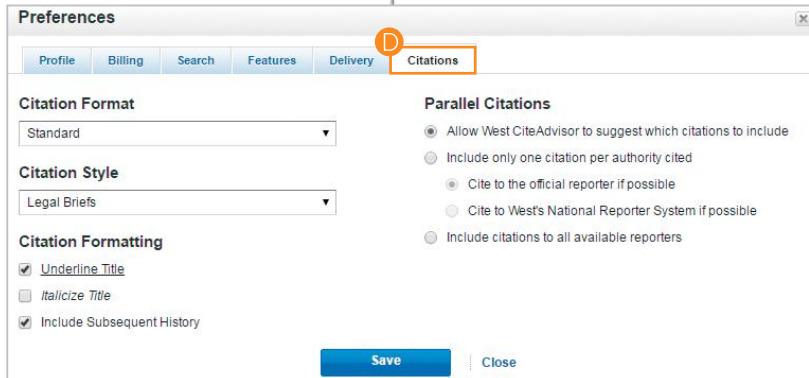 Preferences
D
Profile Billing Search Features Delivery Citations
Citation Format
Standard
Citation Style
Legal Briefs
Citation Formatting
Underline Title
Italicize Title
Include Subsequent History
Parallel Citations
Allow West CiteAdvisor to suggest which citations to include
Include only one citation per authority cited
Cite to the official reporter if possible
Cite to West's National Reporter System if possible
Include citations to all available reporters
Save Close